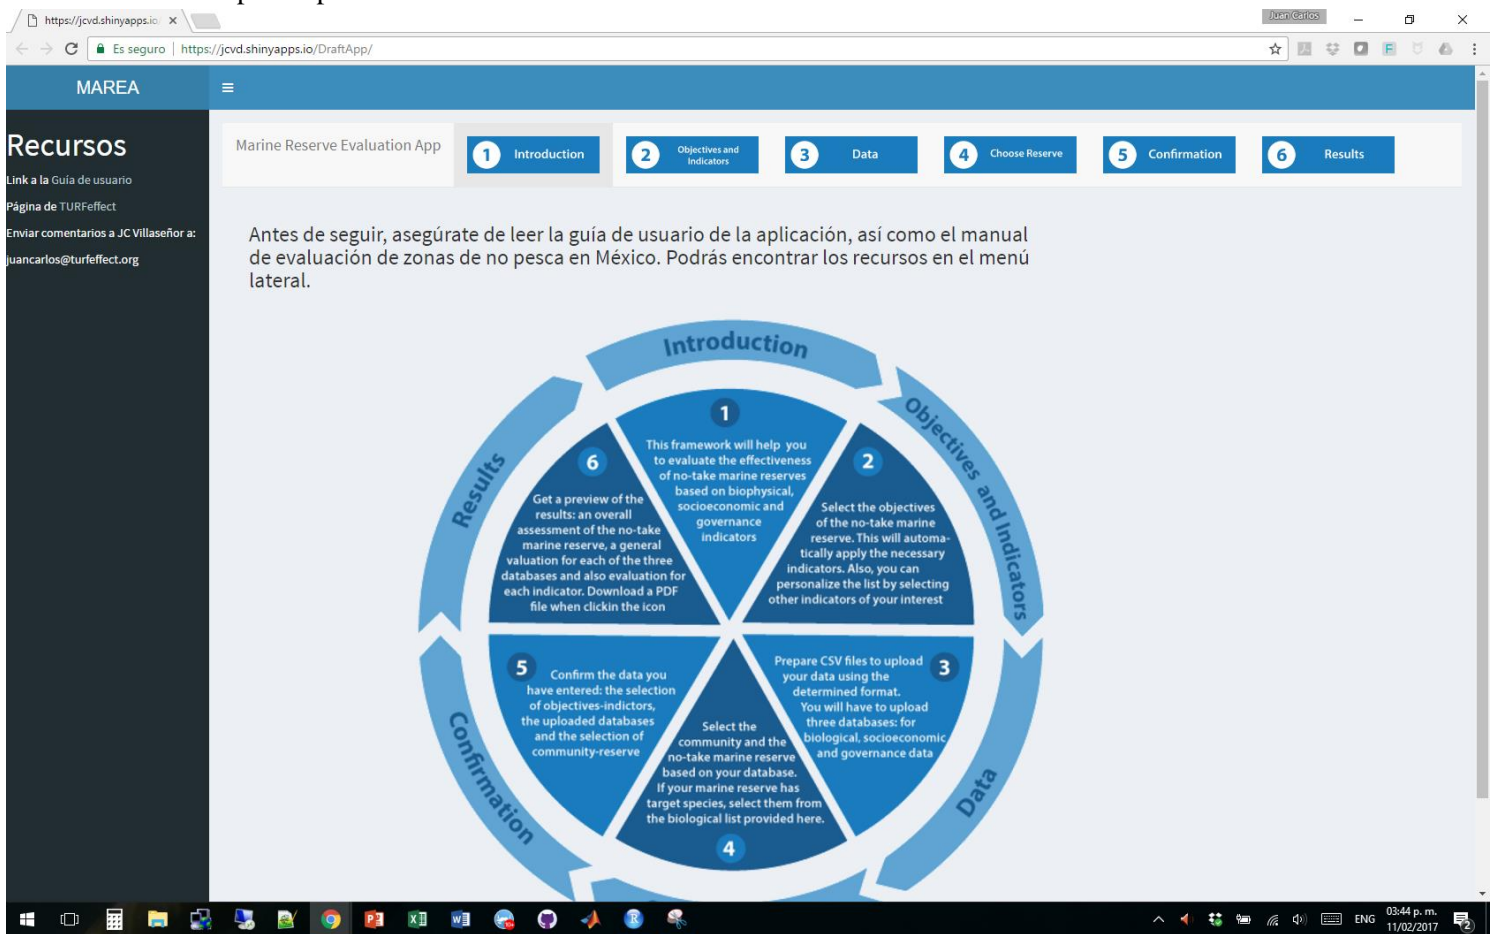 https://jcvd.shinyapps.io
Juan Carlos
Es seguro | https://jcvd.shinyapps.io/DraftApp/
MAREA
Recursos
Link a la Guía de usuario
Página de TURFeffect
Enviar comentarios a JC Villaseñor a:
juancarlos@turfeffect.org
Marine Reserve Evaluation App
1 Introduction
2 Objectives and
Indicators
3 Data
4 Choose Reserve
5 Confirmation
6 Results
Antes de seguir, asegúrate de leer la guía de usuario de la aplicación, así como el manual
de evaluación de zonas de no pesca en México. Podrás encontrar los recursos en el menú
lateral.
Introduction
1
This framework will help you
to evaluate the effectiveness
of no-take marine reserves
based on biophysical,
socioeconomic and
governance
indicators
Objectives and Indicators
2
Select the objectives
of the no-take marine
reserve. This will automa-
tically apply the necessary
indicators. Also, you can
personalize the list by selecting
other indicators of your interest
Data
3
Prepare CSV files to upload
your data using the
determined format.
You will have to upload
three databases: for
biological, socioeconomic
and governance data
Select the
community and the
no-take marine reserve
based on your database.
If your marine reserve has
target species, select them from
the biological list provided here.
4
Confirmation
5
Confirm the data you
have entered: the selection
of objectives-indictors,
the uploaded databases
and the selection of
community-reserve
Results
6
Get a preview of the
results: an overall
assessment of the no-take
marine reserve, a general
valuation for each of the three
databases and also evaluation for
each indicator. Download a PDF
file when clickin the icon
ENG
03:44 p. m.
11/02/2017
2